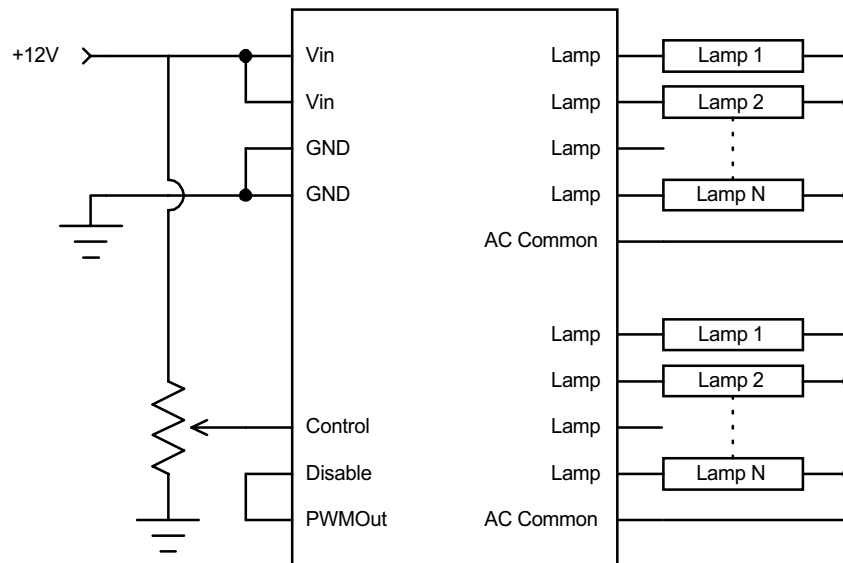 +12V
Vin
Vin
GND
GND
Control
Disable
PWMOut
Lamp
Lamp
Lamp
Lamp
AC Common
Lamp
Lamp
Lamp
Lamp
AC Common
Lamp 1
Lamp 2
Lamp N
Lamp 1
Lamp 2
Lamp N